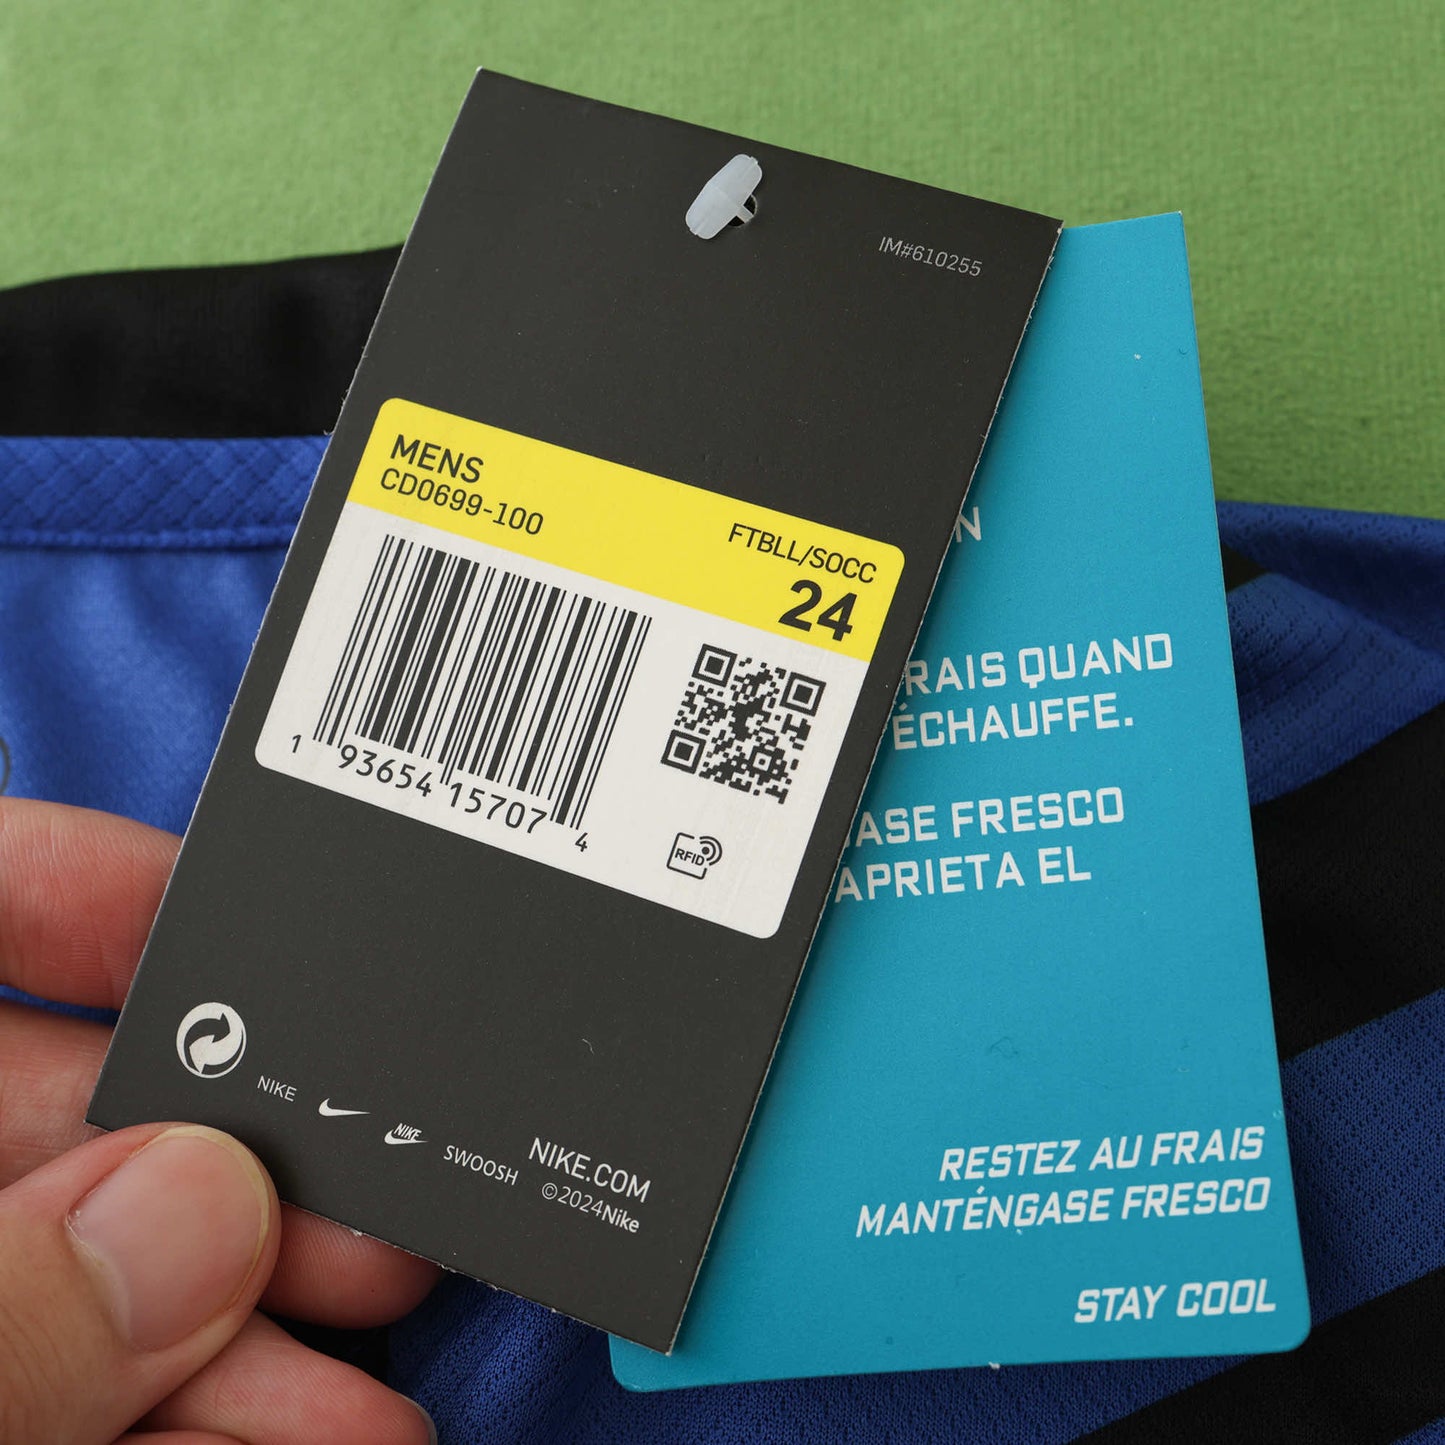 IM#610255
MENS
CD0699-100
FTBLL/SOCC
24
1 93654 15707 4
RFID
NIKE
NIKE
SWOOSH
NIKE.COM
©2024Nike
RAIS QUAND
ÉCHAUFFE.
ASE FRESCO
APRIETA EL
RESTEZ AU FRAIS
MANTÉNGASE FRESCO
STAY COOL